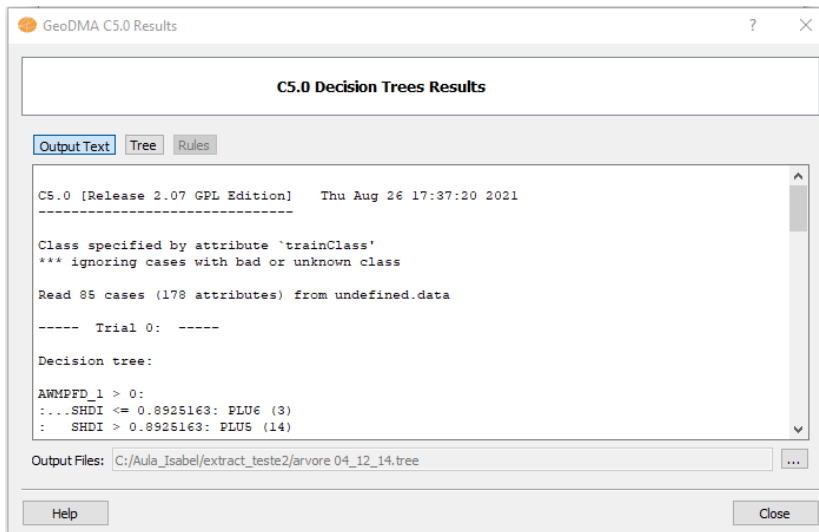 GeoDMA C5.0 Results
C5.0 Decision Trees Results
Output Text Tree Rules
C5.0 [Release 2.07 GPL Edition]   Thu Aug 26 17:37:20 2021
-------------------------------
Class specified by attribute `trainClass'
*** ignoring cases with bad or unknown class
Read 85 cases (178 attributes) from undefined.data
-----  Trial 0:  -----
Decision tree:
AWMPFD_1 > 0:
:...SHDI <= 0.8925163: PLU6 (3)
:   SHDI > 0.8925163: PLU5 (14)
Output Files: C:/Aula_Isabel/extract_teste2/arvore 04_12_14.tree ...
Help Close